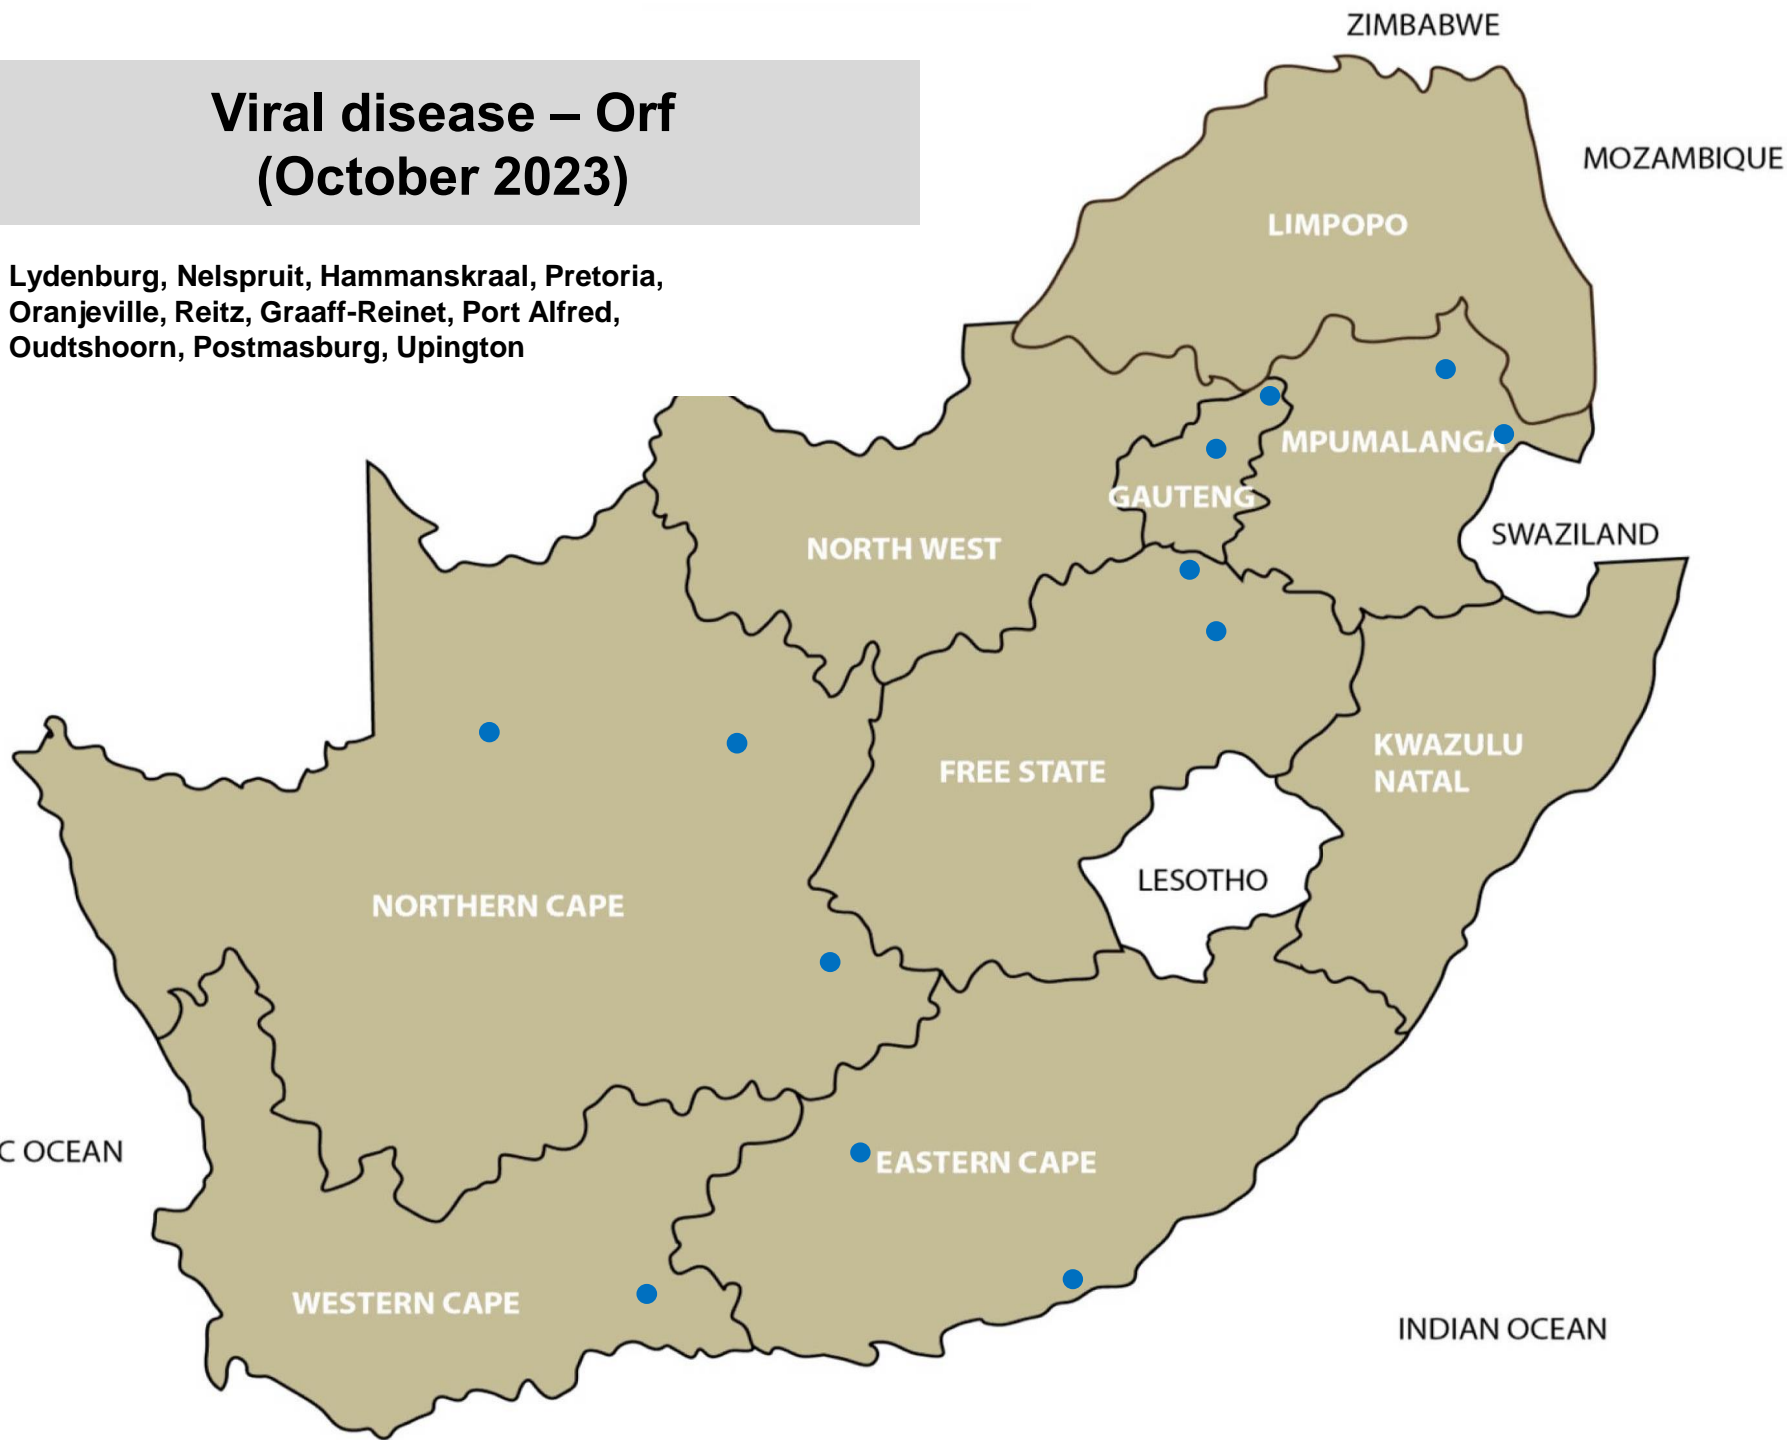 ZIMBABWE
Viral disease – Orf
(October 2023)
MOZAMBIQUE
LIMPOPO
Lydenburg, Nelspruit, Hammanskraal, Pretoria,
Oranjeville, Reitz, Graaff-Reinet, Port Alfred,
Oudtshoorn, Postmasburg, Upington
MPUMALANGA
GAUTENG
SWAZILAND
NORTH WEST
KWAZULU
NATAL
FREE STATE
LESOTHO
NORTHERN CAPE
C OCEAN
EASTERN CAPE
WESTERN CAPE
INDIAN OCEAN